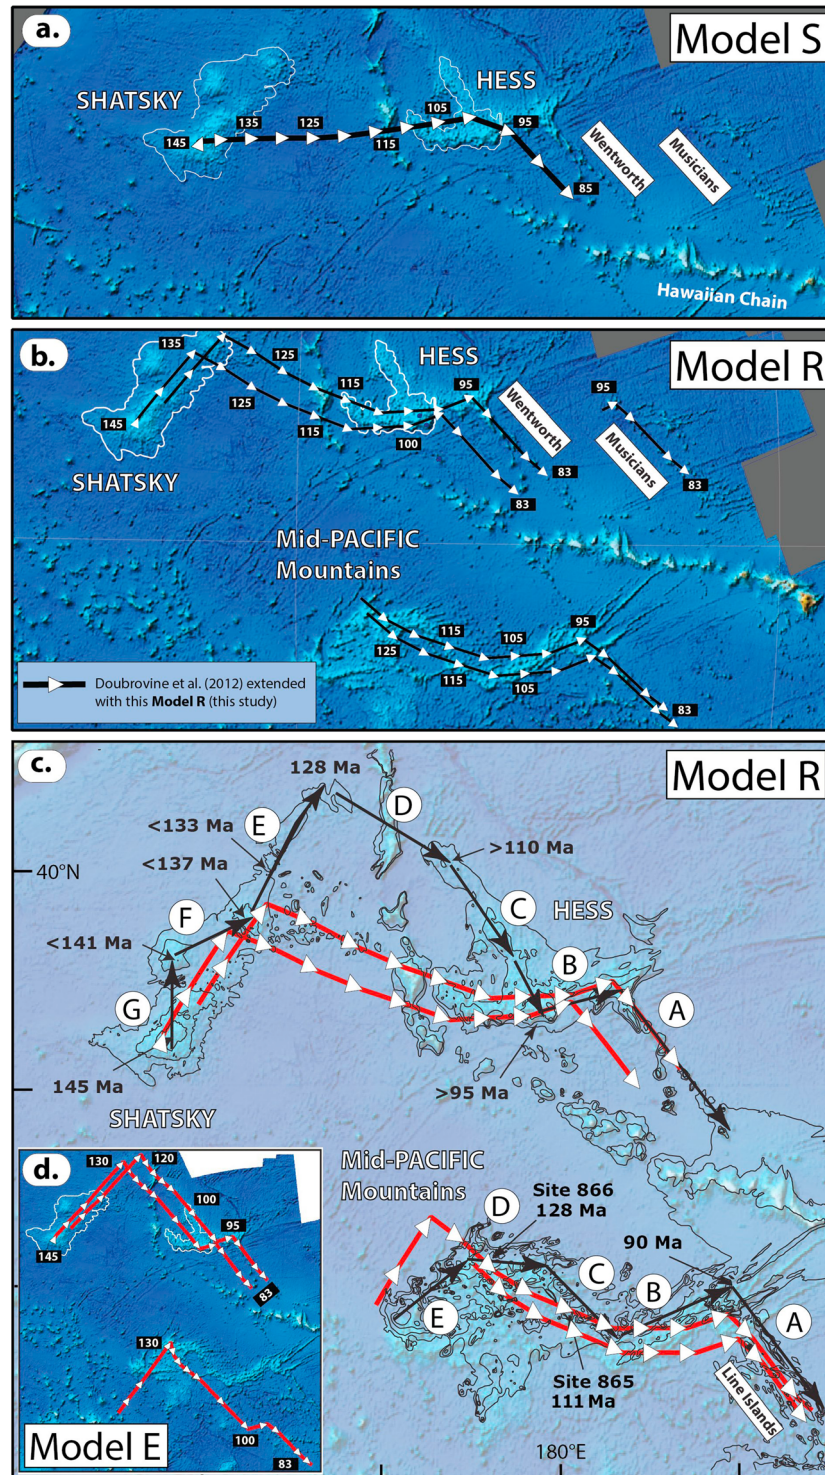 a.
Model S
HESS
SHATSKY
105
135
125
95
145
115
Wentworth
Musicians
85
Hawaiian Chain
b.
Model R
135
125
HESS
115
95
95
125
Wentworth
145
115
100
Musicians
SHATSKY
83
83
83
Mid-PACIFIC
Mountains
95
115
105
125
115
105
83
Doubrovine et al. (2012) extended
with this Model R (this study)
c.
Model R
128 Ma
D
E
<133 Ma
>110 Ma
<137 Ma
40°N
C
HESS
F
<141 Ma
B
A
G
145 Ma
>95 Ma
SHATSKY
Mid-PACIFIC
Mountains
D
Site 866
128 Ma
90 Ma
C
B
E
A
Site 865
111 Ma
Line Islands
180°E
d.
130
120
100
95
145
83
130
100
83
Model E